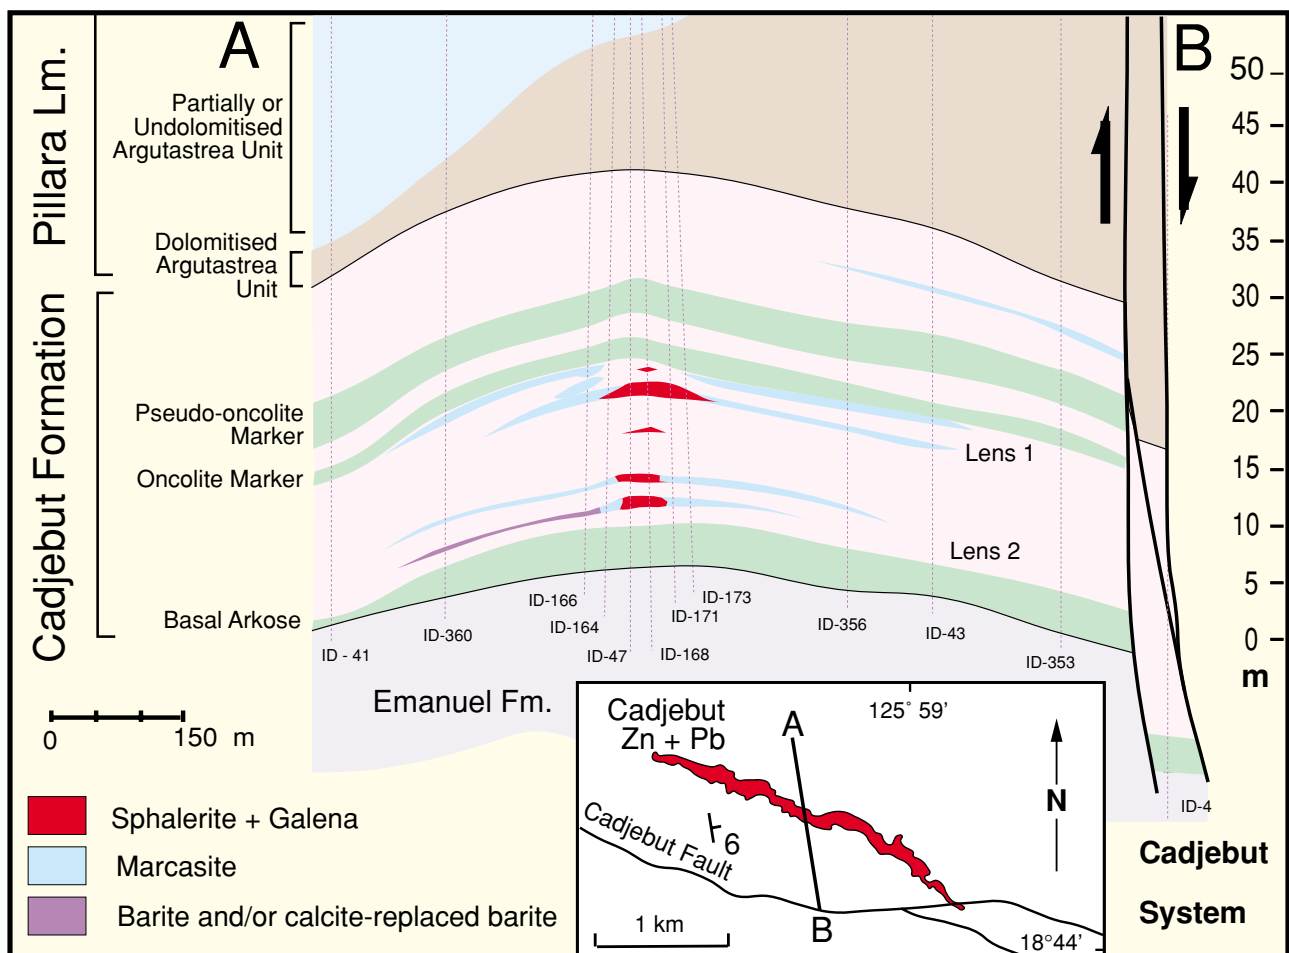 A
B
Pillara Lm.
Partially or
Undolomitised
Argutastrea Unit
Dolomitised
Argutastrea
Unit
Cadjebut Formation
Pseudo-oncolite
Marker
Oncolite Marker
Basal Arkose
50
45
40
35
30
25
20
15
10
5
0
m
Lens 1
Lens 2
ID - 41
ID-360
ID-166
ID-164
ID-47
ID-168
ID-171
ID-173
ID-356
ID-43
ID-353
ID-4
Emanuel Fm.
0 150 m
Sphalerite + Galena
Marcasite
Barite and/or calcite-replaced barite
Cadjebut
Zn + Pb
A
125° 59’
N
6
Cadjebut Fault
B
1 km
18°44’
Cadjebut
System